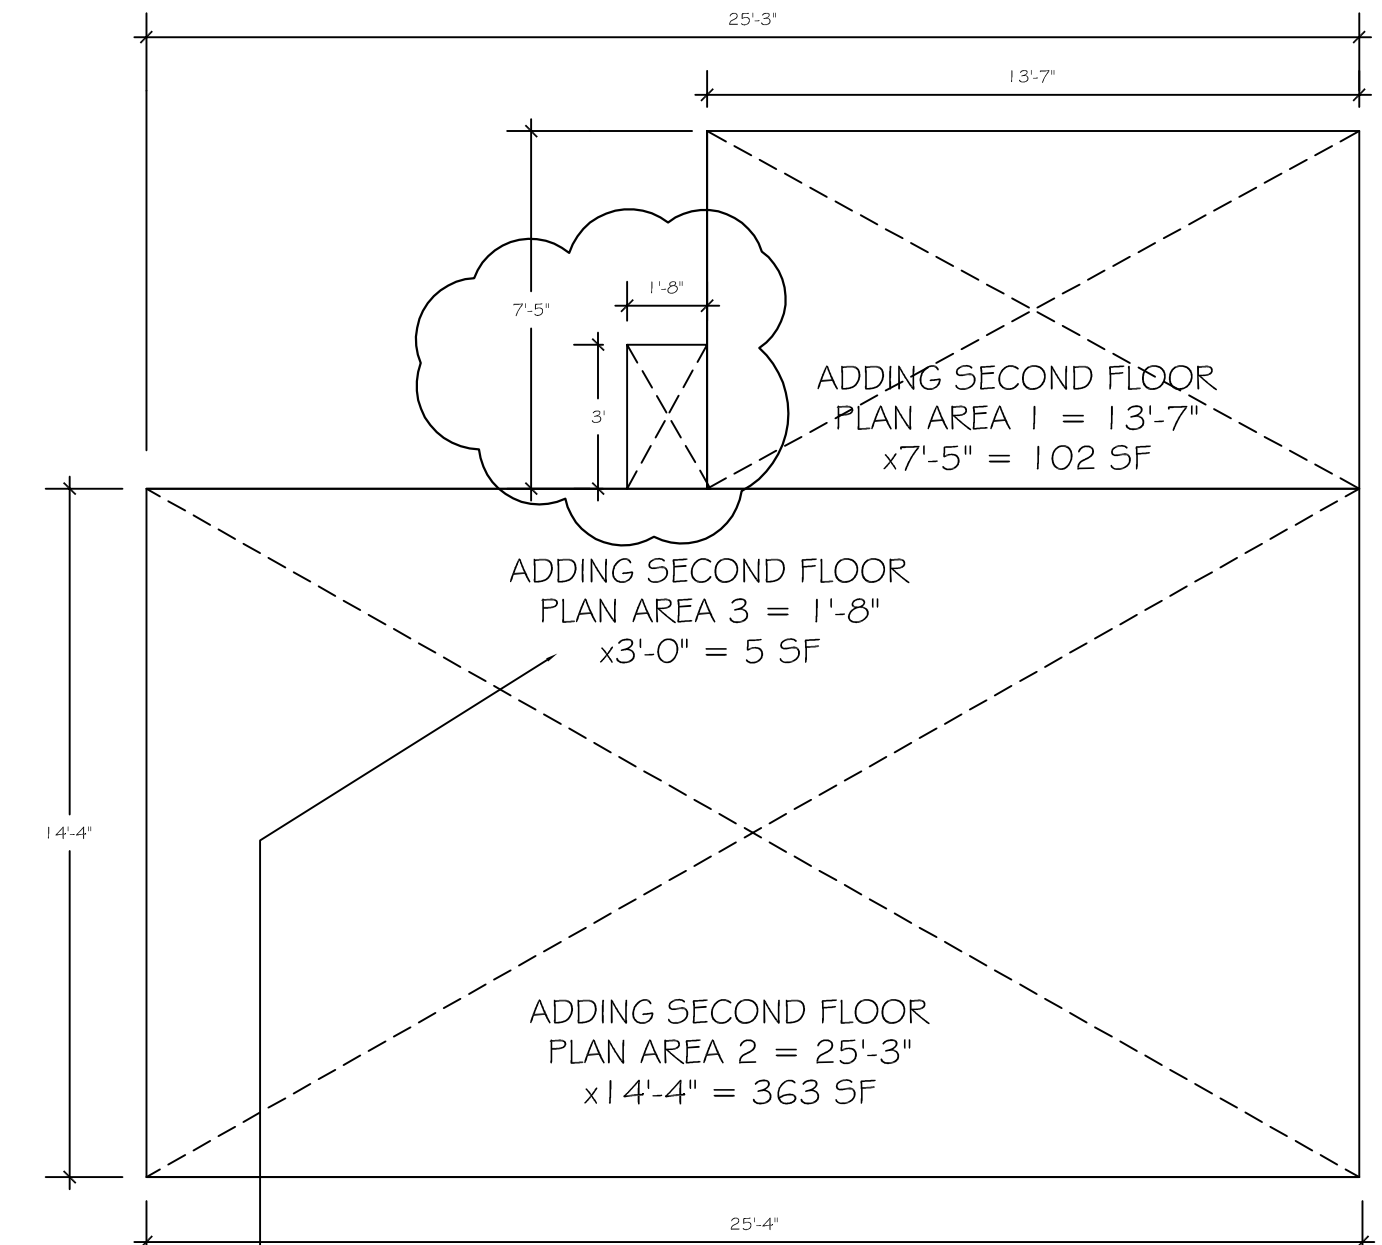 25'-3"
13'-7"
1'-8"
7'-5"
3'
ADDING SECOND FLOOR
PLAN AREA 1 = 13'-7"
x7'-5" = 102 SF
ADDING SECOND FLOOR
PLAN AREA 3 = 1'-8"
x3'-0" = 5 SF
14'-4"
ADDING SECOND FLOOR
PLAN AREA 2 = 25'-3"
x14'-4" = 363 SF
25'-4"